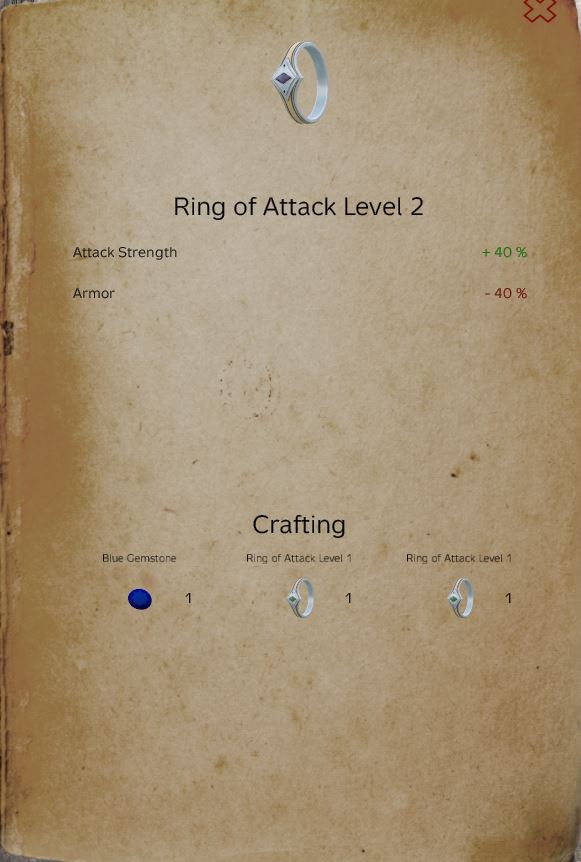 Ring of Attack Level 2
Attack Strength + 40 %
Armor - 40 %
Crafting
Blue Gemstone Ring of Attack Level 1 Ring of Attack Level 1
1 1 1